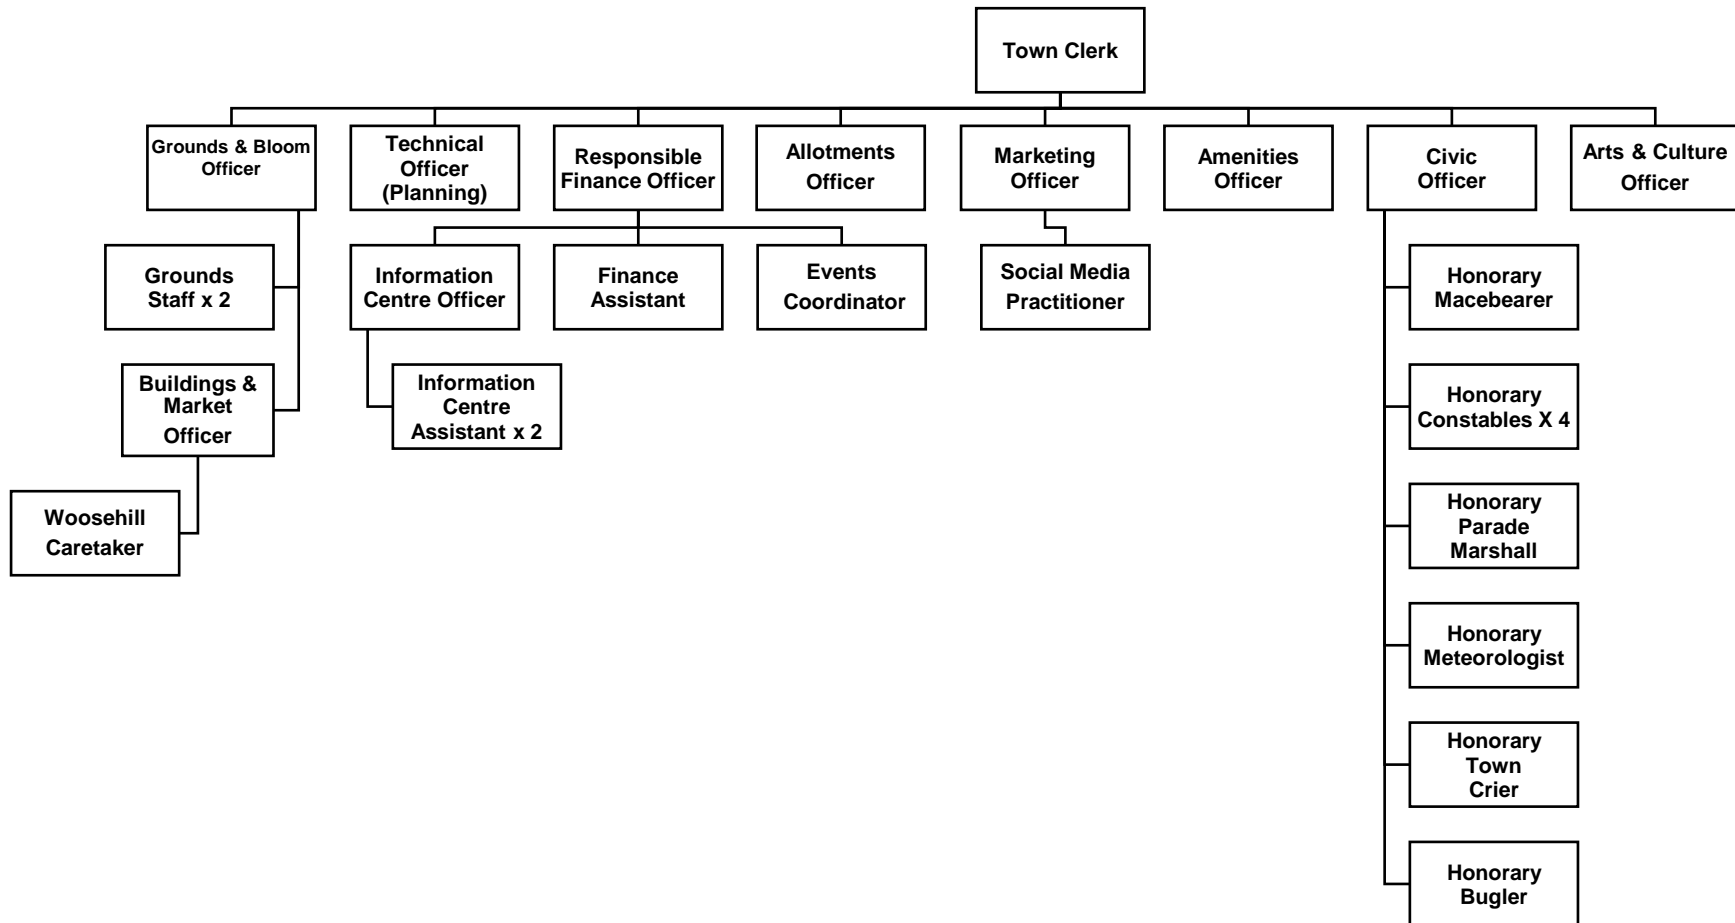 Town Clerk
Grounds & Bloom
Officer
Technical
Officer
(Planning)
Responsible
Finance Officer
Allotments
Officer
Marketing
Officer
Amenities
Officer
Civic
Officer
Arts & Culture
Officer
Grounds
Staff x 2
Information
Centre Officer
Finance
Assistant
Events
Coordinator
Social Media
Practitioner
Honorary
Macebearer
Buildings &
Market
Officer
Information
Centre
Assistant x 2
Honorary
Constables X 4
Woosehill
Caretaker
Honorary
Parade
Marshall
Honorary
Meteorologist
Honorary
Town
Crier
Honorary
Bugler